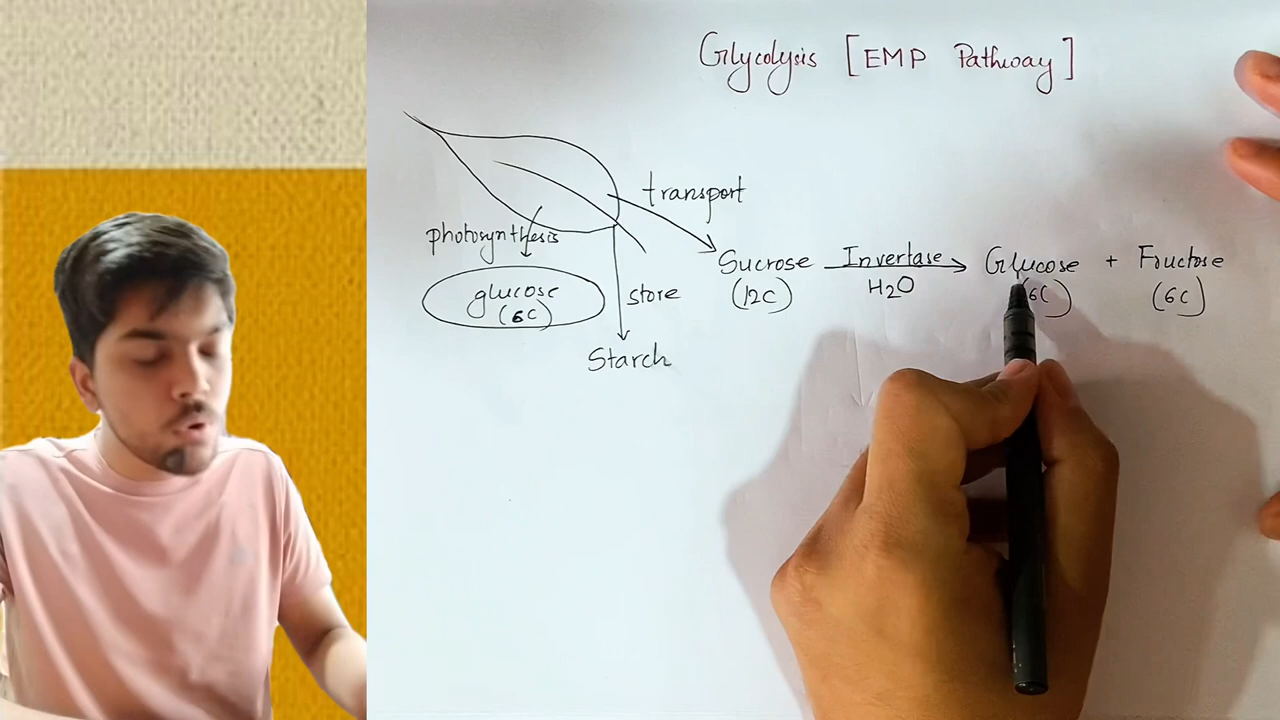 Glycolysis [EMP Pathway]
transport
photosynthesis
glucose
(6C)
store
Starch
Sucrose
(12C)
Invertase
H2O
Glucose + Fructose
(6C) (6C)